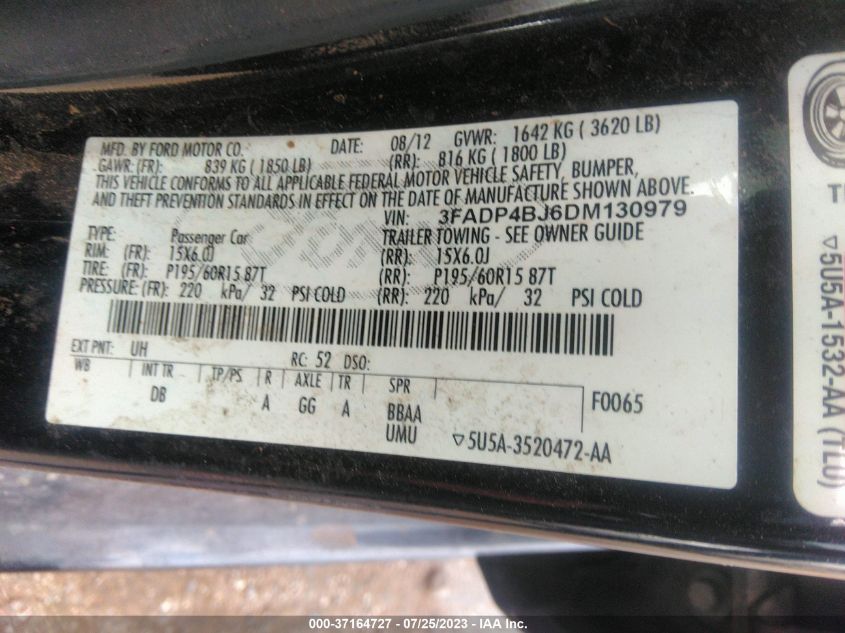 MFD. BY FORD MOTOR CO. DATE: 08/12 GVWR: 1642 KG ( 3620 LB)
GAWR: (FR): 839 KG ( 1850 LB) (RR): 816 KG ( 1800 LB)
THIS VEHICLE CONFORMS TO ALL APPLICABLE FEDERAL MOTOR VEHICLE SAFETY, BUMPER,
AND THEFT PREVENTION STANDARDS IN EFFECT ON THE DATE OF MANUFACTURE SHOWN ABOVE.
VIN: 3FADP4BJ6DM130979
TYPE: Passenger Car TRAILER TOWING - SEE OWNER GUIDE
RIM: (FR): 15X6.0J (RR): 15X6.0J
TIRE: (FR): P195/60R15 87T (RR): P195/60R15 87T
PRESSURE: (FR): 220 kPa/ 32 PSI COLD (RR): 220 kPa/ 32 PSI COLD
EXT PNT: UH RC: 52 DSO:
WB INT TR TP/PS R AXLE TR SPR
DB A GG A BBAA F0065
UMU ▽5U5A-3520472-AA
▽5U5A-1532-AA (TL0)
000-37164727 - 07/25/2023 - IAA Inc.